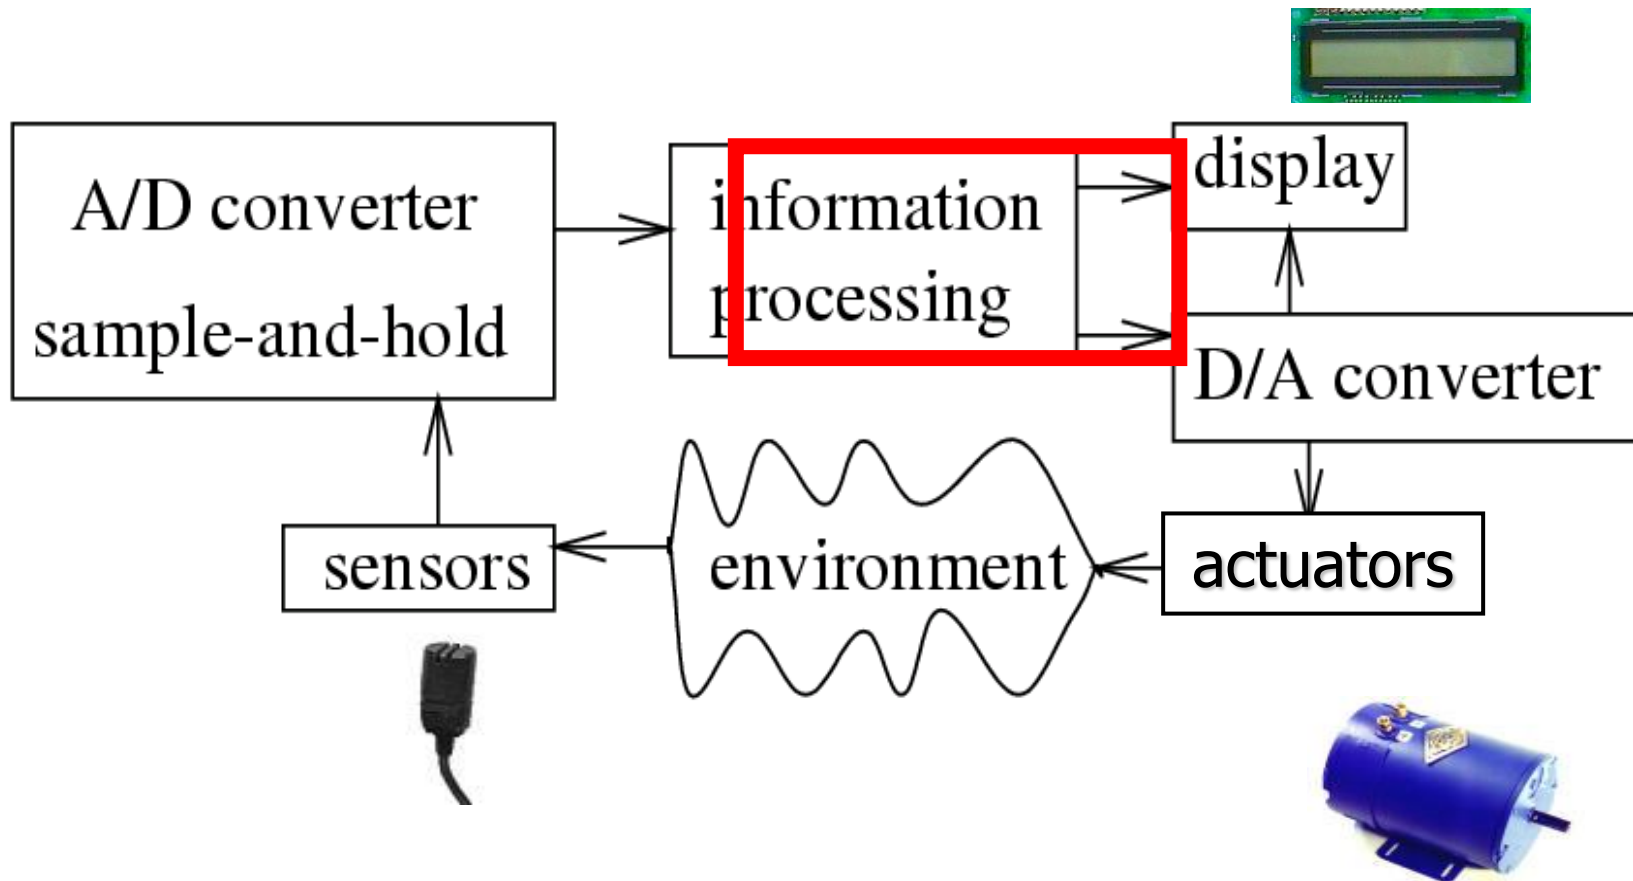 A/D converter
sample-and-hold
information
processing
display
D/A converter
sensors
environment
actuators